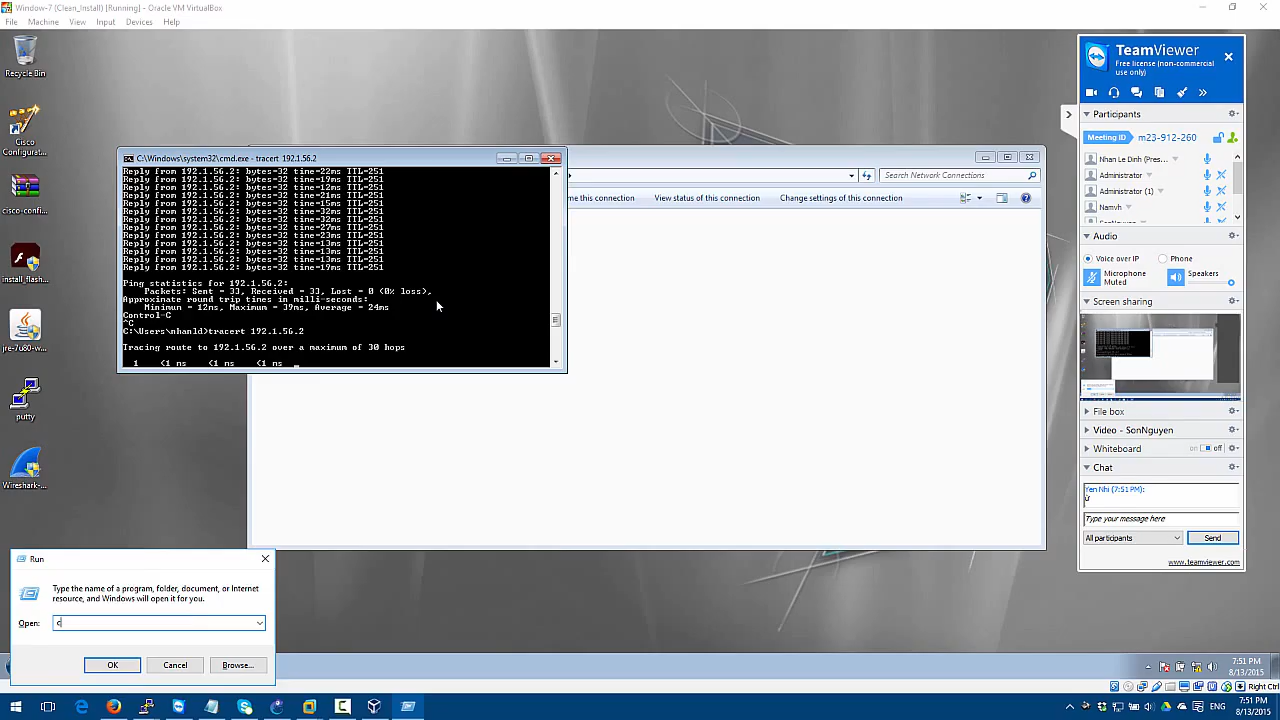 Window-7 (Clean_Install) [Running] - Oracle VM VirtualBox
File Machine View Input Devices Help
Recycle Bin
Cisco
Configurat...
cisco-confi...
install_flash...
jre-7u80-w...
putty
Wireshark-...
C:\Windows\system32\cmd.exe - tracert 192.1.56.2
Reply from 192.1.56.2: bytes=32 time=22ms TTL=251
Reply from 192.1.56.2: bytes=32 time=19ms TTL=251
Reply from 192.1.56.2: bytes=32 time=12ms TTL=251
Reply from 192.1.56.2: bytes=32 time=15ms TTL=251
Reply from 192.1.56.2: bytes=32 time=15ms TTL=251
Reply from 192.1.56.2: bytes=32 time=32ms TTL=251
Reply from 192.1.56.2: bytes=32 time=29ms TTL=251
Reply from 192.1.56.2: bytes=32 time=27ms TTL=251
Reply from 192.1.56.2: bytes=32 time=13ms TTL=251
Reply from 192.1.56.2: bytes=32 time=13ms TTL=251
Reply from 192.1.56.2: bytes=32 time=15ms TTL=251
Reply from 192.1.56.2: bytes=32 time=19ms TTL=251
Ping statistics for 192.1.56.2:
Packets: Sent = 33, Received = 33, Lost = 0 (0% loss),
Approximate round trip times in milli-seconds:
Minimum = 12ms, Maximum = 39ms, Average = 24ms
Control-C
^C
C:\Users\nhanld>tracert 192.1.56.2
Tracing route to 192.1.56.2 over a maximum of 30 hops
1 <1 ms <1 ms <1 ms
Search Network Connections
me this connection View status of this connection Change settings of this connection
TeamViewer
Free license (non-commercial
use only)
Participants
Meeting ID m23-912-260
Nhan Le Dinh (Pres...
Administrator
Administrator (1)
Namvh
Audio
Voice over IP Phone
Microphone
Muted
Speakers
Screen sharing
File box
Video - SonNguyen
Whiteboard on off
Chat
Yen Nhi (7:51 PM):
ừ
Type your message here
All participants Send
www.teamviewer.com
Run
Type the name of a program, folder, document, or Internet
resource, and Windows will open it for you.
Open: c
OK Cancel Browse...
7:51 PM
8/13/2015
Right Ctrl
ENG
7:51 PM
8/13/2015